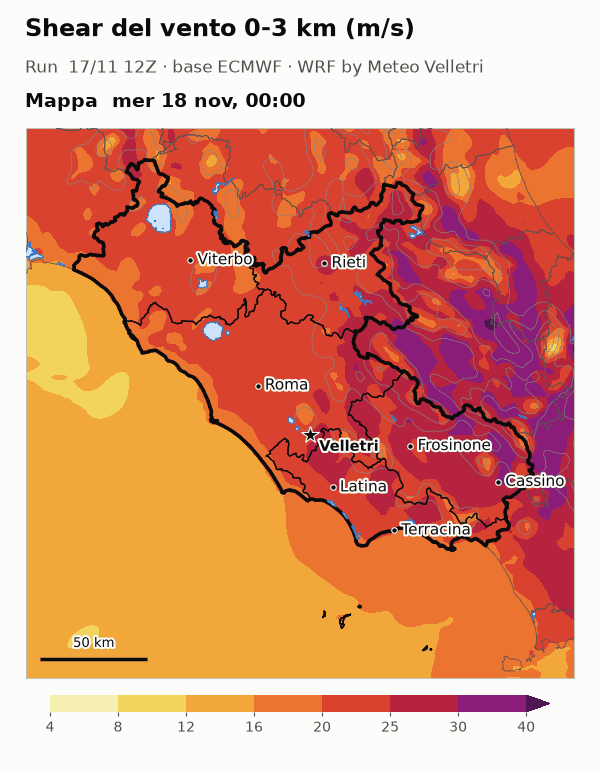 Shear del vento 0-3 km (m/s)
Run  17/11 12Z · base ECMWF · WRF by Meteo Velletri
Mappa  mer 18 nov, 00:00
Viterbo
Rieti
Roma
Velletri
Frosinone
Cassino
Latina
Terracina
50 km
4 8 12 16 20 25 30 40